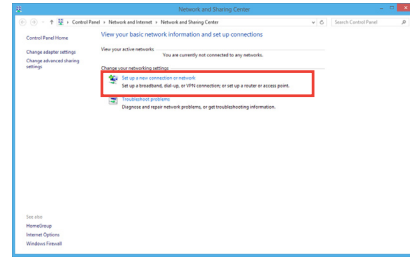 Network and Sharing Center
Control Panel › Network and Internet › Network and Sharing Center
Search Control Panel
Control Panel Home
Change adapter settings
Change advanced sharing
settings
View your basic network information and set up connections
View your active networks
You are currently not connected to any networks.
Change your networking settings
Set up a new connection or network
Set up a broadband, dial-up, or VPN connection; or set up a router or access point.
Troubleshoot problems
Diagnose and repair network problems, or get troubleshooting information.
See also
HomeGroup
Internet Options
Windows Firewall